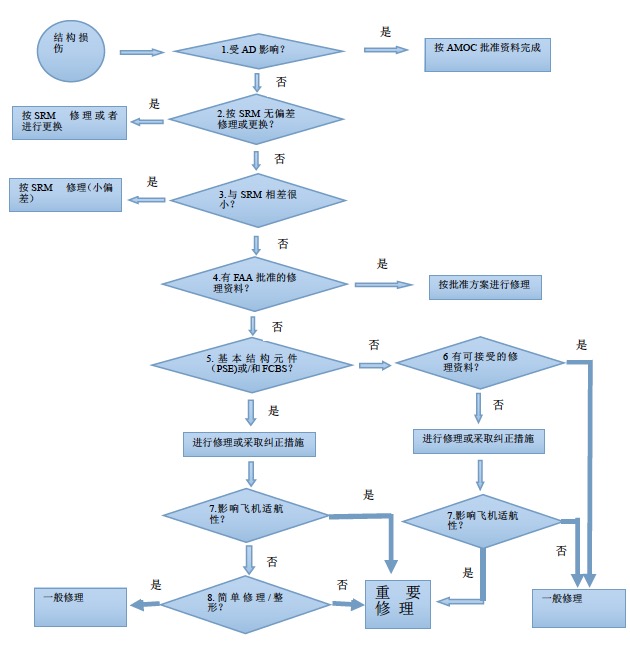 结构损
伤
1.受 AD 影响？
是
按 AMOC 批准资料完成
否
是
按 SRM 修理或者
进行更换
2.按 SRM 无偏差
修理或更换？
否
是
按 SRM 修理（小偏
差）
3.与 SRM 相差很
小？
否
4.有 FAA 批准的修
理资料？
是
按批准方案进行修理
否
5. 基本结构元件
（PSE)或/和 FCBS？
否
6 有可接受的修
理资料？
是
是
否
进行修理或采取纠正措施
进行修理或采取纠正措施
7.影响飞机适航
性？
是
7.影响飞机适航
性？
否
否
是
是
一般修理
8. 简单修理/整
形？
否
重要
修理
一般修理